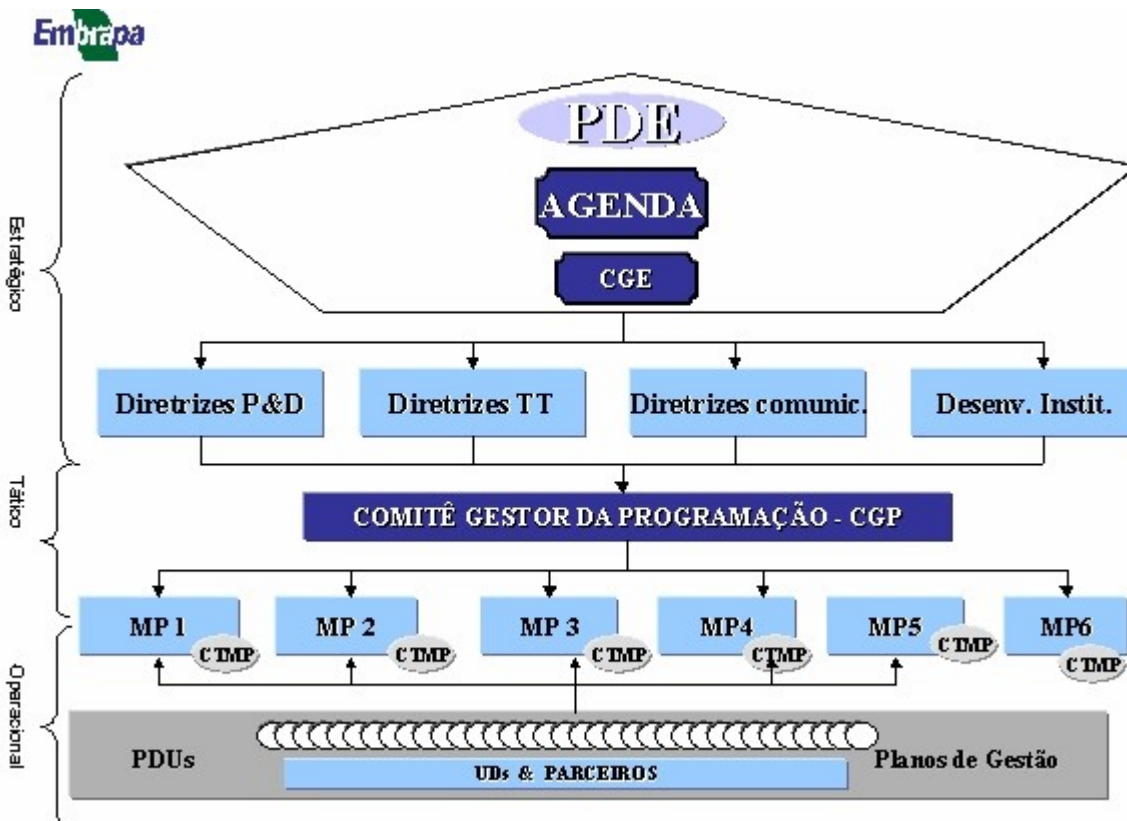 Embrapa
PDE
AGENDA
CGE
Estratégico
Diretrizes P&D
Diretrizes TT
Diretrizes comunic.
Desenv. Instit.
Tático
COMITÊ GESTOR DA PROGRAMAÇÃO - CGP
MP 1
CTMP
MP 2
CTMP
MP 3
CTMP
MP4
CTMP
MP5
CTMP
MP6
CTMP
Operacional
PDUs
UDs & PARCEIROS
Planos de Gestão